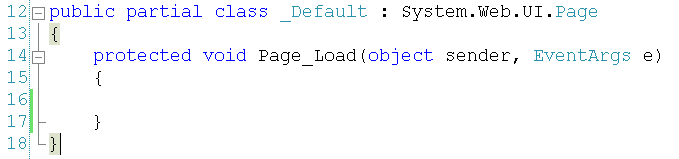 12 public partial class _Default : System.Web.UI.Page
13 {
14     protected void Page_Load(object sender, EventArgs e)
15     {
16
17     }
18 }